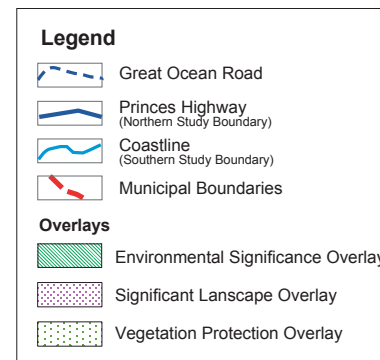 Legend
Great Ocean Road
Princes Highway
(Northern Study Boundary)
Coastline
(Southern Study Boundary)
Municipal Boundaries
Overlays
Environmental Significance Overlay
Significant Lanscape Overlay
Vegetation Protection Overlay